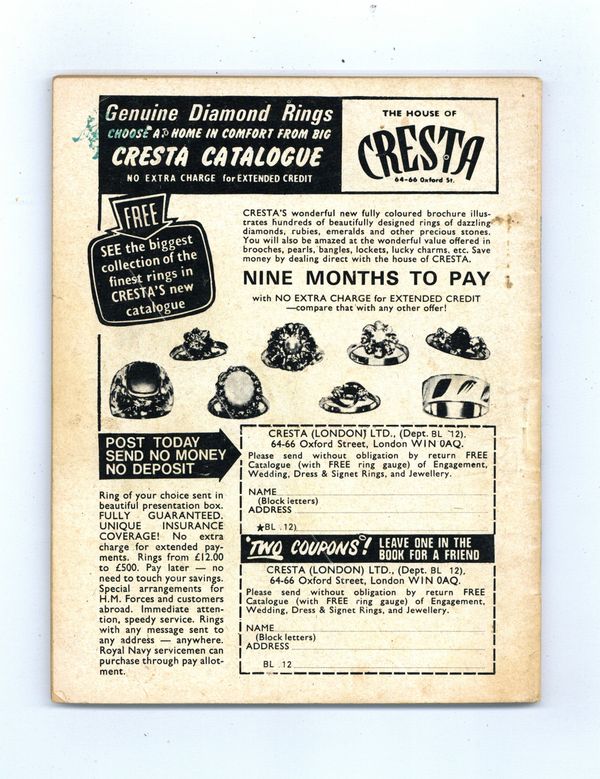 Genuine Diamond Rings
CHOOSE AT HOME IN COMFORT FROM BIG
CRESTA CATALOGUE
NO EXTRA CHARGE for EXTENDED CREDIT
THE HOUSE OF
CRESTA
64-66 Oxford St.
FREE
SEE the biggest
collection of the
finest rings in
CRESTA'S new
catalogue
CRESTA'S wonderful new fully coloured brochure illus-
trates hundreds of beautifully designed rings of dazzling
diamonds, rubies, emeralds and other precious stones.
You will also be amazed at the wonderful value offered in
brooches, pearls, bangles, lockets, lucky charms, etc. Save
money by dealing direct with the house of CRESTA.
NINE MONTHS TO PAY
with NO EXTRA CHARGE for EXTENDED CREDIT
—compare that with any other offer!
POST TODAY
SEND NO MONEY
NO DEPOSIT
Ring of your choice sent in
beautiful presentation box.
FULLY GUARANTEED.
UNIQUE INSURANCE
COVERAGE! No extra
charge for extended pay-
ments. Rings from £12.00
to £500. Pay later — no
need to touch your savings.
Special arrangements for
H.M. Forces and customers
abroad. Immediate atten-
tion, speedy service. Rings
with any message sent to
any address — anywhere.
Royal Navy servicemen can
purchase through pay allot-
ment.
CRESTA (LONDON) LTD., (Dept. BL 12),
64-66 Oxford Street, London WIN 0AQ.
Please send without obligation by return FREE
Catalogue (with FREE ring gauge) of Engagement,
Wedding, Dress & Signet Rings, and Jewellery.
NAME
(Block letters)
ADDRESS
★BL .12)
'TWO COUPONS'! LEAVE ONE IN THE
BOOK FOR A FRIEND
CRESTA (LONDON) LTD., (Dept. BL 12),
64-66 Oxford Street, London WIN 0AQ.
Please send without obligation by return FREE
Catalogue (with FREE ring gauge) of Engagement,
Wedding, Dress & Signet Rings, and Jewellery.
NAME
(Block letters)
ADDRESS
BL .12